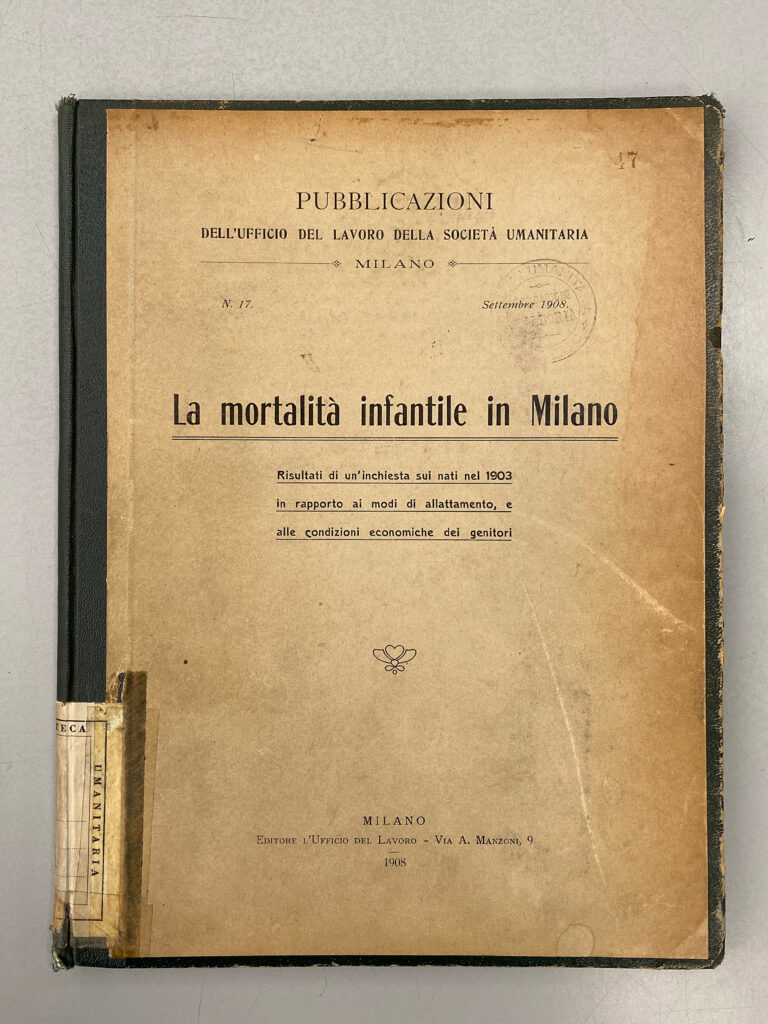 47
PUBBLICAZIONI
DELL'UFFICIO DEL LAVORO DELLA SOCIETÀ UMANITARIA
MILANO
N. 17.
Settembre 1908.
UMANITA
La mortalità infantile in Milano
Risultati di un'inchiesta sui nati nel 1903
in rapporto ai modi di allattamento, e
alle condizioni economiche dei genitori
TECA
UMANITARIA
MILANO
EDITORE L'UFFICIO DEL LAVORO - VIA A. MANZONI, 9
1908